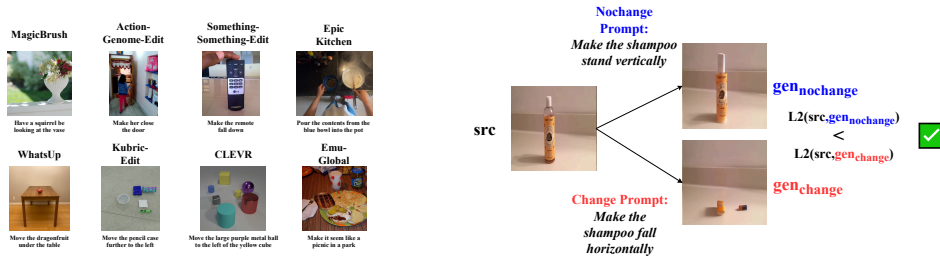 MagicBrush
Action-
Genome-Edit
Something-
Something-Edit
Epic
Kitchen
Have a squirrel be
looking at the vase
Make her close
the door
Make the remote
fall down
Pour the contents from the
blue bowl into the pot
WhatsUp
Kubric-
Edit
CLEVR
Emu-
Global
Move the dragonfruit
under the table
Move the pencil case
further to the left
Move the large purple metal ball
to the left of the yellow cube
Make it seem like a
picnic in a park
src
Nochange
Prompt:
Make the shampoo
stand vertically
Change Prompt:
Make the
shampoo fall
horizontally
gennochange
L2(src,gennochange)
<
L2(src,genchange)
genchange